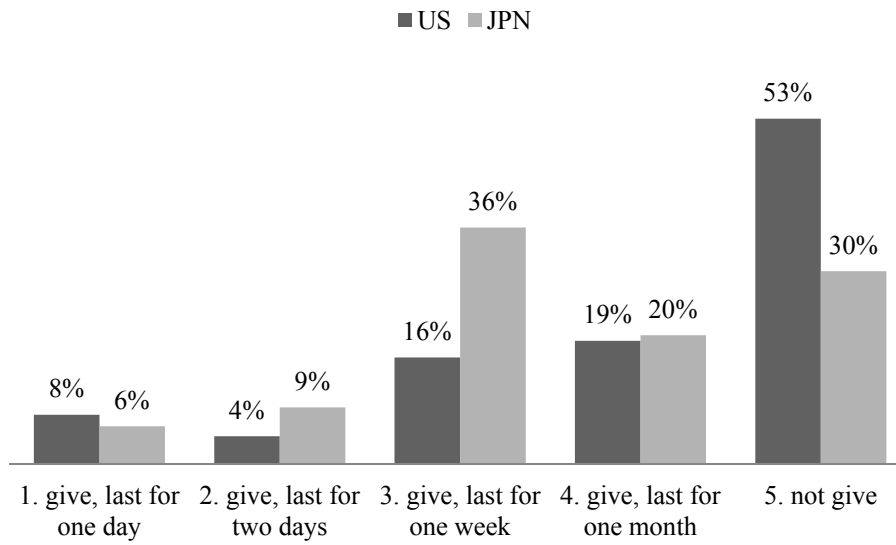 US JPN
53%
36%
30%
16%
19% 20%
8% 6%
4% 9%
1. give, last for one day
2. give, last for two days
3. give, last for one week
4. give, last for one month
5. not give